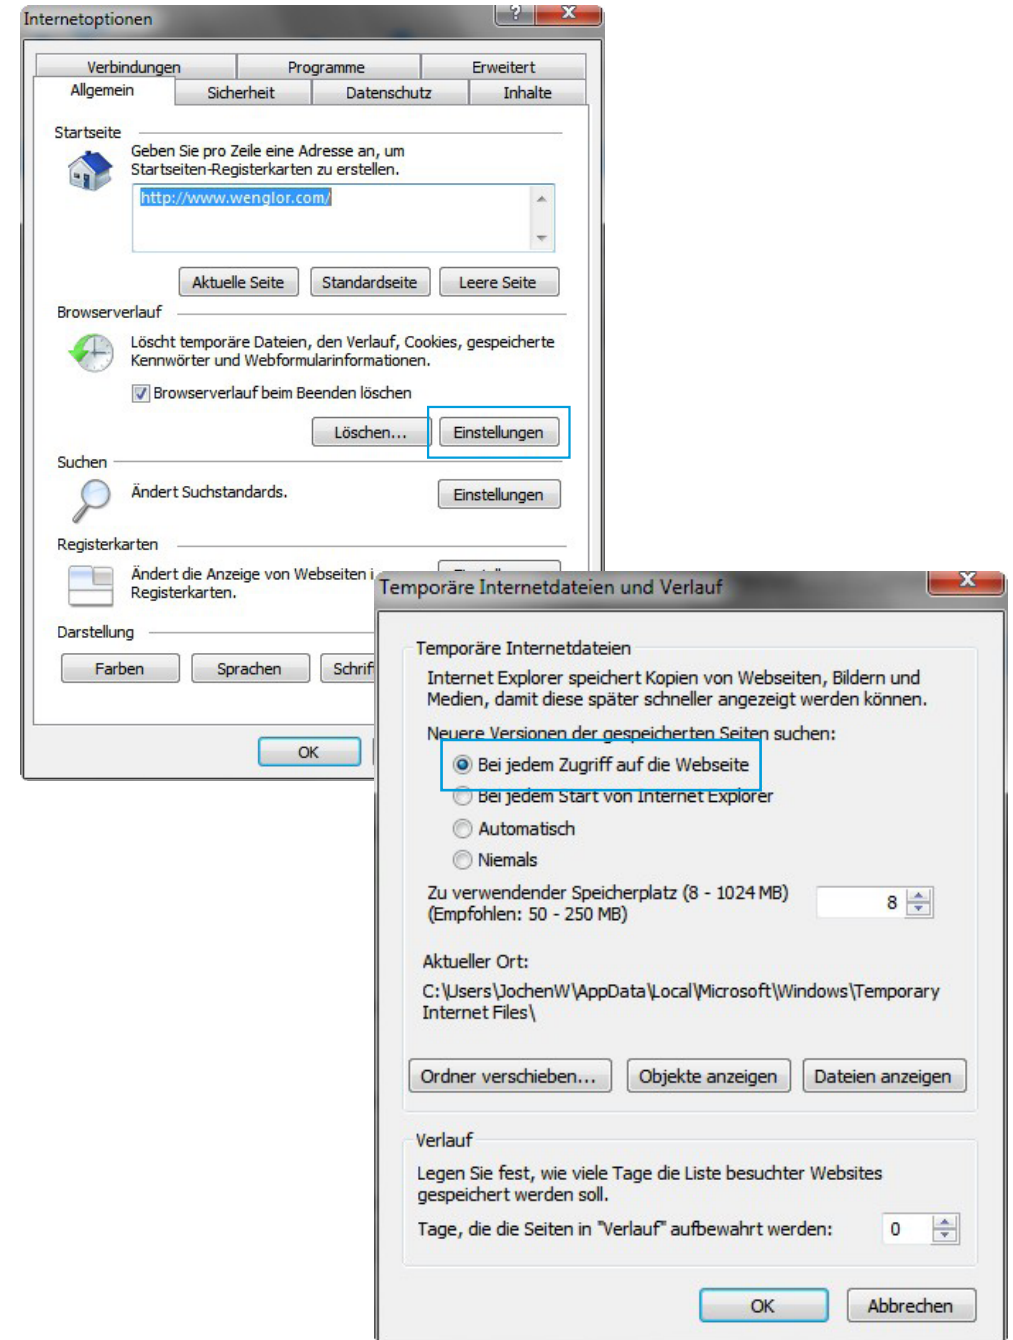 Internetoptionen
Verbindungen Programme Erweitert
Allgemein Sicherheit Datenschutz Inhalte
Startseite
Geben Sie pro Zeile eine Adresse an, um
Startseiten-Registerkarten zu erstellen.
http://www.wenglor.com/
Aktuelle Seite Standardseite Leere Seite
Browserverlauf
Löscht temporäre Dateien, den Verlauf, Cookies, gespeicherte
Kennwörter und Webformularinformationen.
Browserverlauf beim Beenden löschen
Löschen... Einstellungen
Suchen
Ändert Suchstandards. Einstellungen
Registerkarten
Ändert die Anzeige von Webseiten i
Registerkarten.
Darstellung
Farben Sprachen Schrif
OK
Temporäre Internetdateien und Verlauf
Temporäre Internetdateien
Internet Explorer speichert Kopien von Webseiten, Bildern und
Medien, damit diese später schneller angezeigt werden können.
Neuere Versionen der gespeicherten Seiten suchen:
Bei jedem Zugriff auf die Webseite
Bei jedem Start von Internet Explorer
Automatisch
Niemals
Zu verwendender Speicherplatz (8 - 1024 MB)
(Empfohlen: 50 - 250 MB) 8
Aktueller Ort:
C:\Users\JochenW\AppData\Local\Microsoft\Windows\Temporary
Internet Files\
Ordner verschieben... Objekte anzeigen Dateien anzeigen
Verlauf
Legen Sie fest, wie viele Tage die Liste besuchter Websites
gespeichert werden soll.
Tage, die die Seiten in "Verlauf" aufbewahrt werden: 0
OK Abbrechen